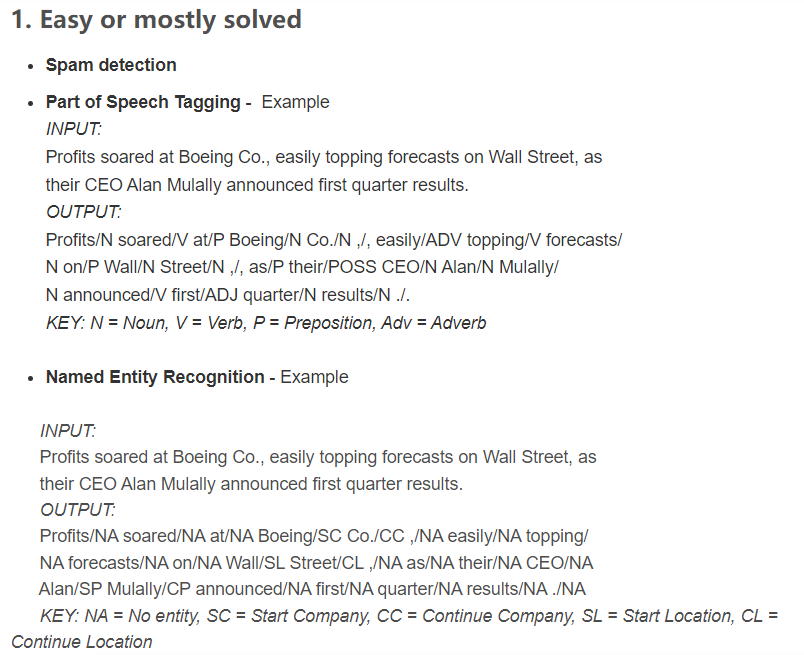 1. Easy or mostly solved
• Spam detection
• Part of Speech Tagging - Example
INPUT:
Profits soared at Boeing Co., easily topping forecasts on Wall Street, as
their CEO Alan Mulally announced first quarter results.
OUTPUT:
Profits/N soared/V at/P Boeing/N Co./N ,/, easily/ADV topping/V forecasts/
N on/P Wall/N Street/N ,/, as/P their/POSS CEO/N Alan/N Mulally/
N announced/V first/ADJ quarter/N results/N ./.
KEY: N = Noun, V = Verb, P = Preposition, Adv = Adverb
• Named Entity Recognition - Example
INPUT:
Profits soared at Boeing Co., easily topping forecasts on Wall Street, as
their CEO Alan Mulally announced first quarter results.
OUTPUT:
Profits/NA soared/NA at/NA Boeing/SC Co./CC ,/NA easily/NA topping/
NA forecasts/NA on/NA Wall/SL Street/CL ,/NA as/NA their/NA CEO/NA
Alan/SP Mulally/CP announced/NA first/NA quarter/NA results/NA ./NA
KEY: NA = No entity, SC = Start Company, CC = Continue Company, SL = Start Location, CL =
Continue Location